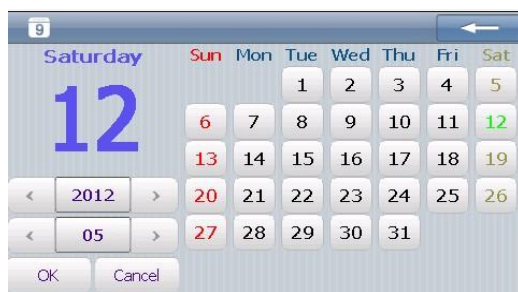 9
Saturday
12
< 2012 >
< 05 >
OK Cancel
Sun Mon Tue Wed Thu Fri Sat
1 2 3 4 5
6 7 8 9 10 11 12
13 14 15 16 17 18 19
20 21 22 23 24 25 26
27 28 29 30 31